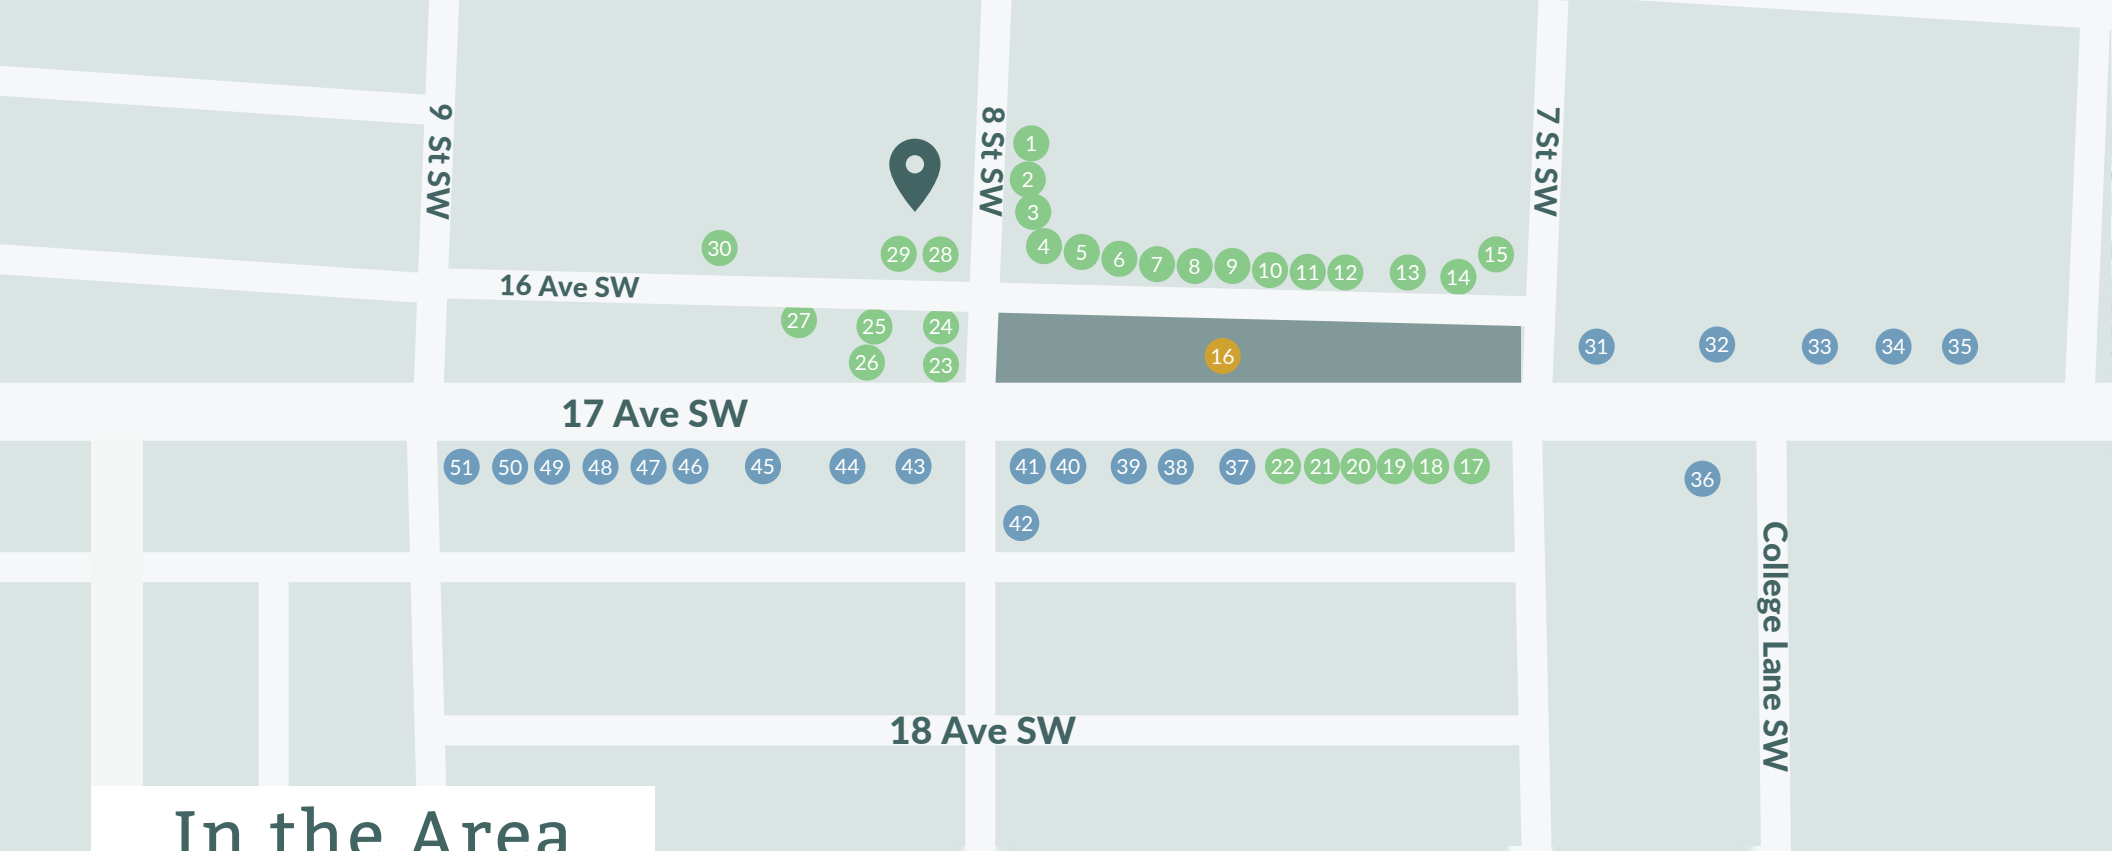 9 St SW
8 St SW
7 St SW
1
2
3
30
29 28
4 5 6 7 8 9 10 11 12 13 14 15
16 Ave SW
27 25 24
26 23
16
31 32 33 34 35
17 Ave SW
51 50 49 48 47 46 45 44 43
41 40 39 38 37 22 21 20 19 18 17
36
42
College Lane SW
18 Ave SW
In the Area